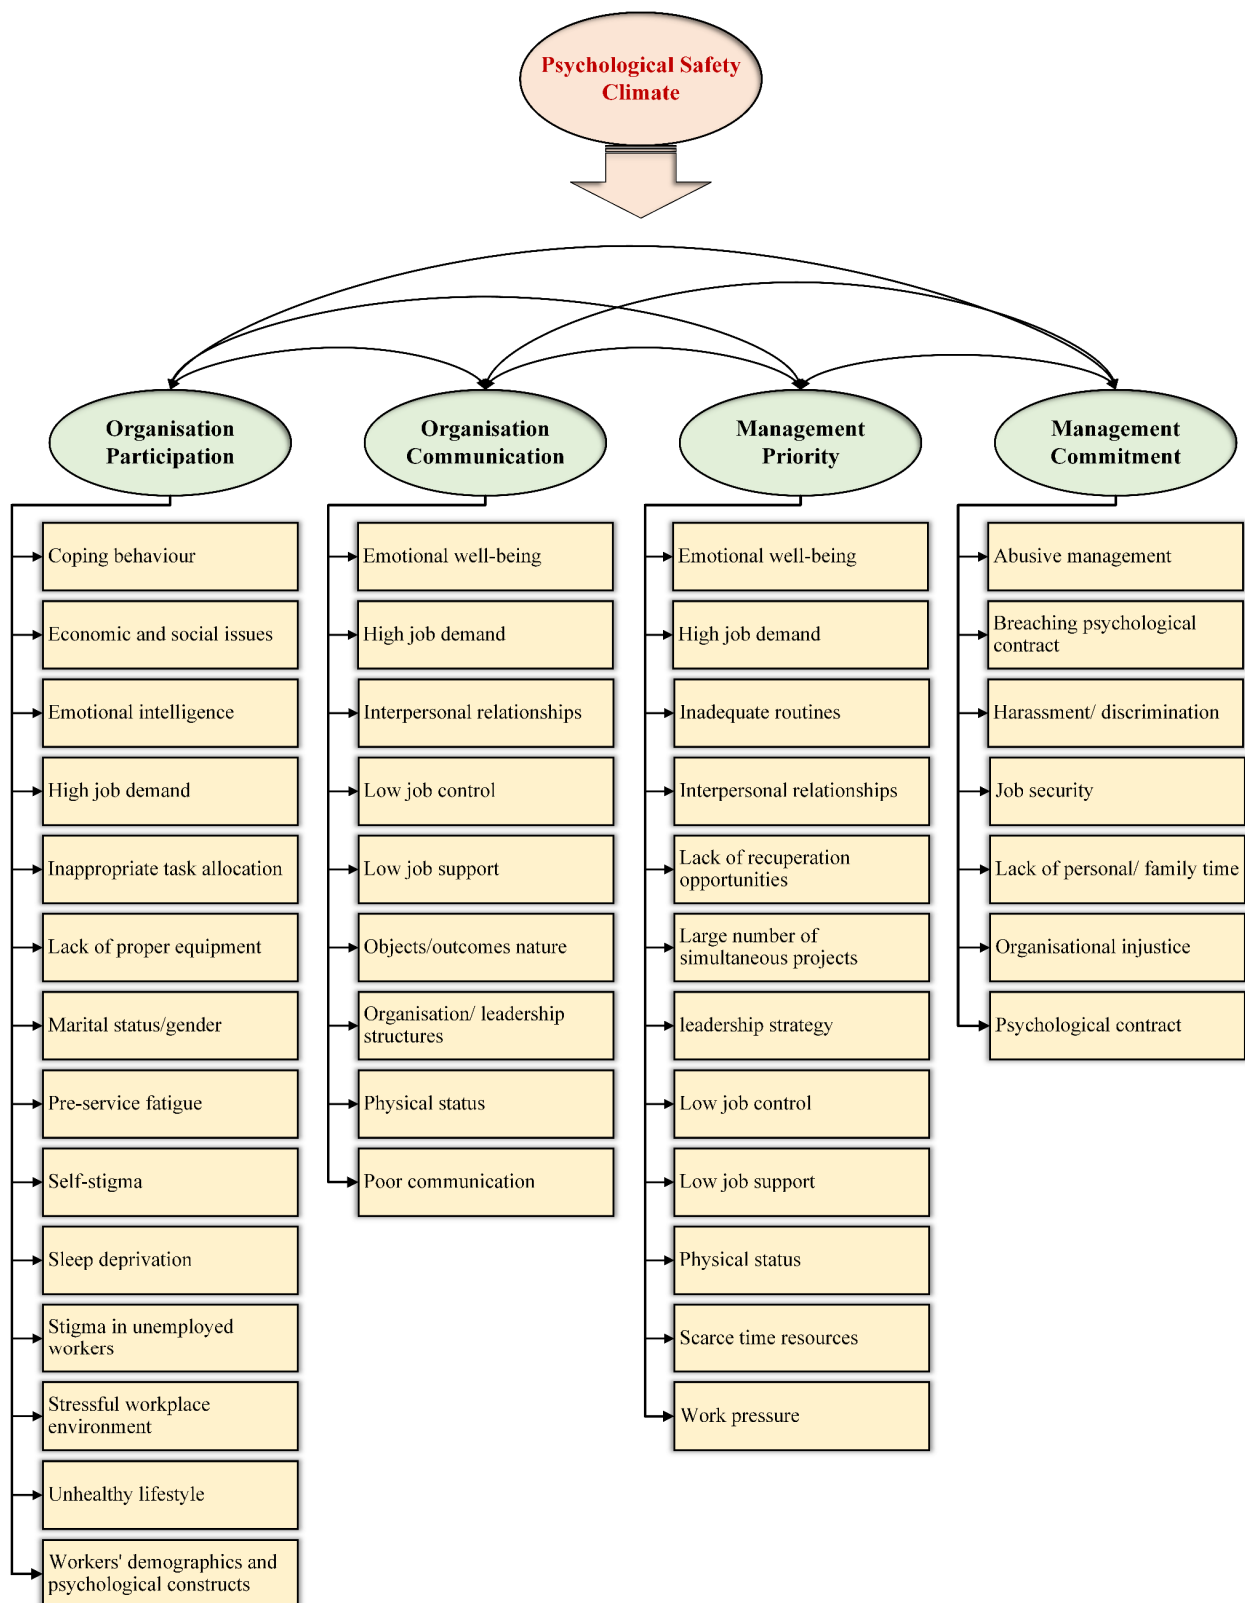 Psychological Safety
Climate
Organisation
Participation
Organisation
Communication
Management
Priority
Management
Commitment
Coping behaviour
Economic and social issues
Emotional intelligence
High job demand
Inappropriate task allocation
Lack of proper equipment
Marital status/gender
Pre-service fatigue
Self-stigma
Sleep deprivation
Stigma in unemployed
workers
Stressful workplace
environment
Unhealthy lifestyle
Workers' demographics and
psychological constructs
Emotional well-being
High job demand
Interpersonal relationships
Low job control
Low job support
Objects/outcomes nature
Organisation/ leadership
structures
Physical status
Poor communication
Emotional well-being
High job demand
Inadequate routines
Interpersonal relationships
Lack of recuperation
opportunities
Large number of
simultaneous projects
leadership strategy
Low job control
Low job support
Physical status
Scarce time resources
Work pressure
Abusive management
Breaching psychological
contract
Harassment/ discrimination
Job security
Lack of personal/ family time
Organisational injustice
Psychological contract